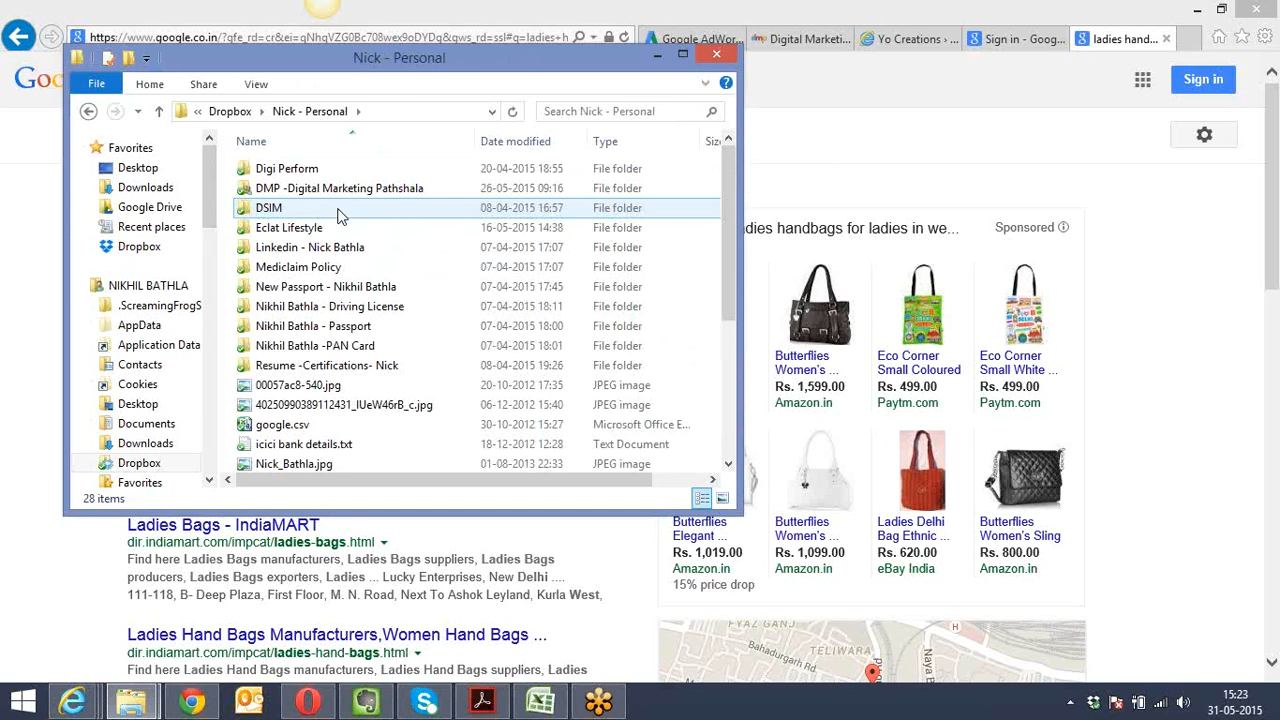 https://www.google.co.in/?gfe_rd=cr&ei=qNhqVZG0Bc708wex9oDYDg&gws_rd=ssl#q=ladies+h
Google AdWo...
Digital Marketi...
Yo Creations : ...
Sign in - Goog...
ladies hand...
Nick - Personal
File
Home
Share
View
Dropbox
Nick - Personal
Search Nick - Personal
Sign in
Name
Date modified
Type
Favorites
Desktop
Downloads
Google Drive
Recent places
Dropbox
NIKHIL BATHLA
.ScreamingFrogS
AppData
Application Data
Contacts
Cookies
Desktop
Documents
Downloads
Dropbox
Favorites
Digi Perform 20-04-2015 18:55 File folder
DMP -Digital Marketing Pathshala 26-05-2015 09:16 File folder
DSIM 08-04-2015 16:57 File folder
Eclat Lifestyle 16-05-2015 14:38 File folder
Linkedin - Nick Bathla 07-04-2015 17:07 File folder
Mediclaim Policy 07-04-2015 17:07 File folder
New Passport - Nikhil Bathla 07-04-2015 17:45 File folder
Nikhil Bathla - Driving License 07-04-2015 18:11 File folder
Nikhil Bathla - Passport 07-04-2015 18:00 File folder
Nikhil Bathla -PAN Card 07-04-2015 18:01 File folder
Resume -Certifications- Nick 08-04-2015 19:26 File folder
00057ac8-540.jpg 20-10-2012 17:35 JPEG image
40250990389112431_IUeW46rB_c.jpg 06-12-2012 15:40 JPEG image
google.csv 30-10-2012 15:27 Microsoft Office E...
icici bank details.txt 18-12-2012 12:28 Text Document
Nick_Bathla.jpg 01-08-2013 22:33 JPEG image
28 items
adies handbags for ladies in we...
Sponsored
Butterflies
Women's ...
Rs. 1,599.00
Amazon.in
Eco Corner
Small Coloured
Rs. 499.00
Paytm.com
Eco Corner
Small White ...
Rs. 499.00
Paytm.com
Butterflies
Elegant ...
Rs. 1,019.00
Amazon.in
15% price drop
Butterflies
Women's ...
Rs. 1,099.00
Amazon.in
Ladies Delhi
Bag Ethnic ...
Rs. 620.00
eBay India
Butterflies
Women's Sling
Rs. 800.00
Amazon.in
Ladies Bags - IndiaMART
dir.indiamart.com/impcat/ladies-bags.html
Find here Ladies Bags manufacturers, Ladies Bags suppliers, Ladies Bags
producers, Ladies Bags exporters, Ladies ... Lucky Enterprises, New Delhi ....
111-118, B- Deep Plaza, First Floor, M. N. Road, Next To Ashok Leyland, Kurla West,
Ladies Hand Bags Manufacturers,Women Hand Bags ...
dir.indiamart.com/impcat/ladies-hand-bags.html
Find here Ladies Hand Bags manufacturers, Ladies Hand Bags suppliers, Ladies
FYAZ GANJ
TELIWARA
Bahadurgarh Rd
H
15:23
31-05-2015